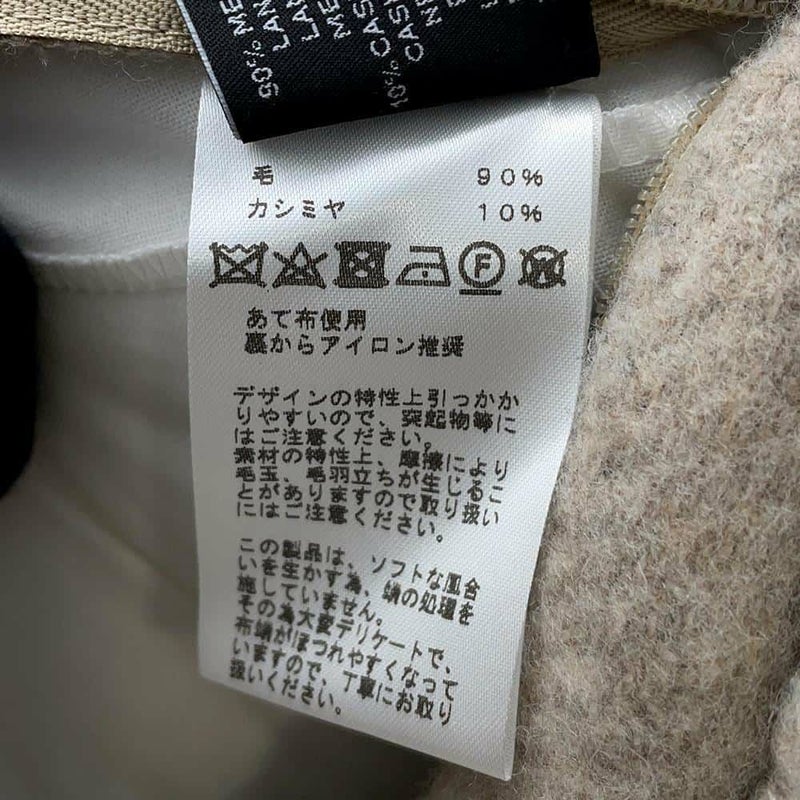 90% ME
LAN
ME
10% CAS
CASH
毛 90%
カシミヤ 10%
F
W
あて布使用
裏からアイロン推奨
デザインの特性上引っかか
りやすいので、突起物等に
はご注意ください。
素材の特性上、摩擦により
毛玉、毛羽立ちが生じるこ
とがありますので取り扱い
にはご注意ください。
この製品は、ソフトな風合
いを生かす為、端の処理を
施していません。
その為大変デリケートで、
布端がほつれやすくなって
いますので、丁寧にお取り
扱いください。